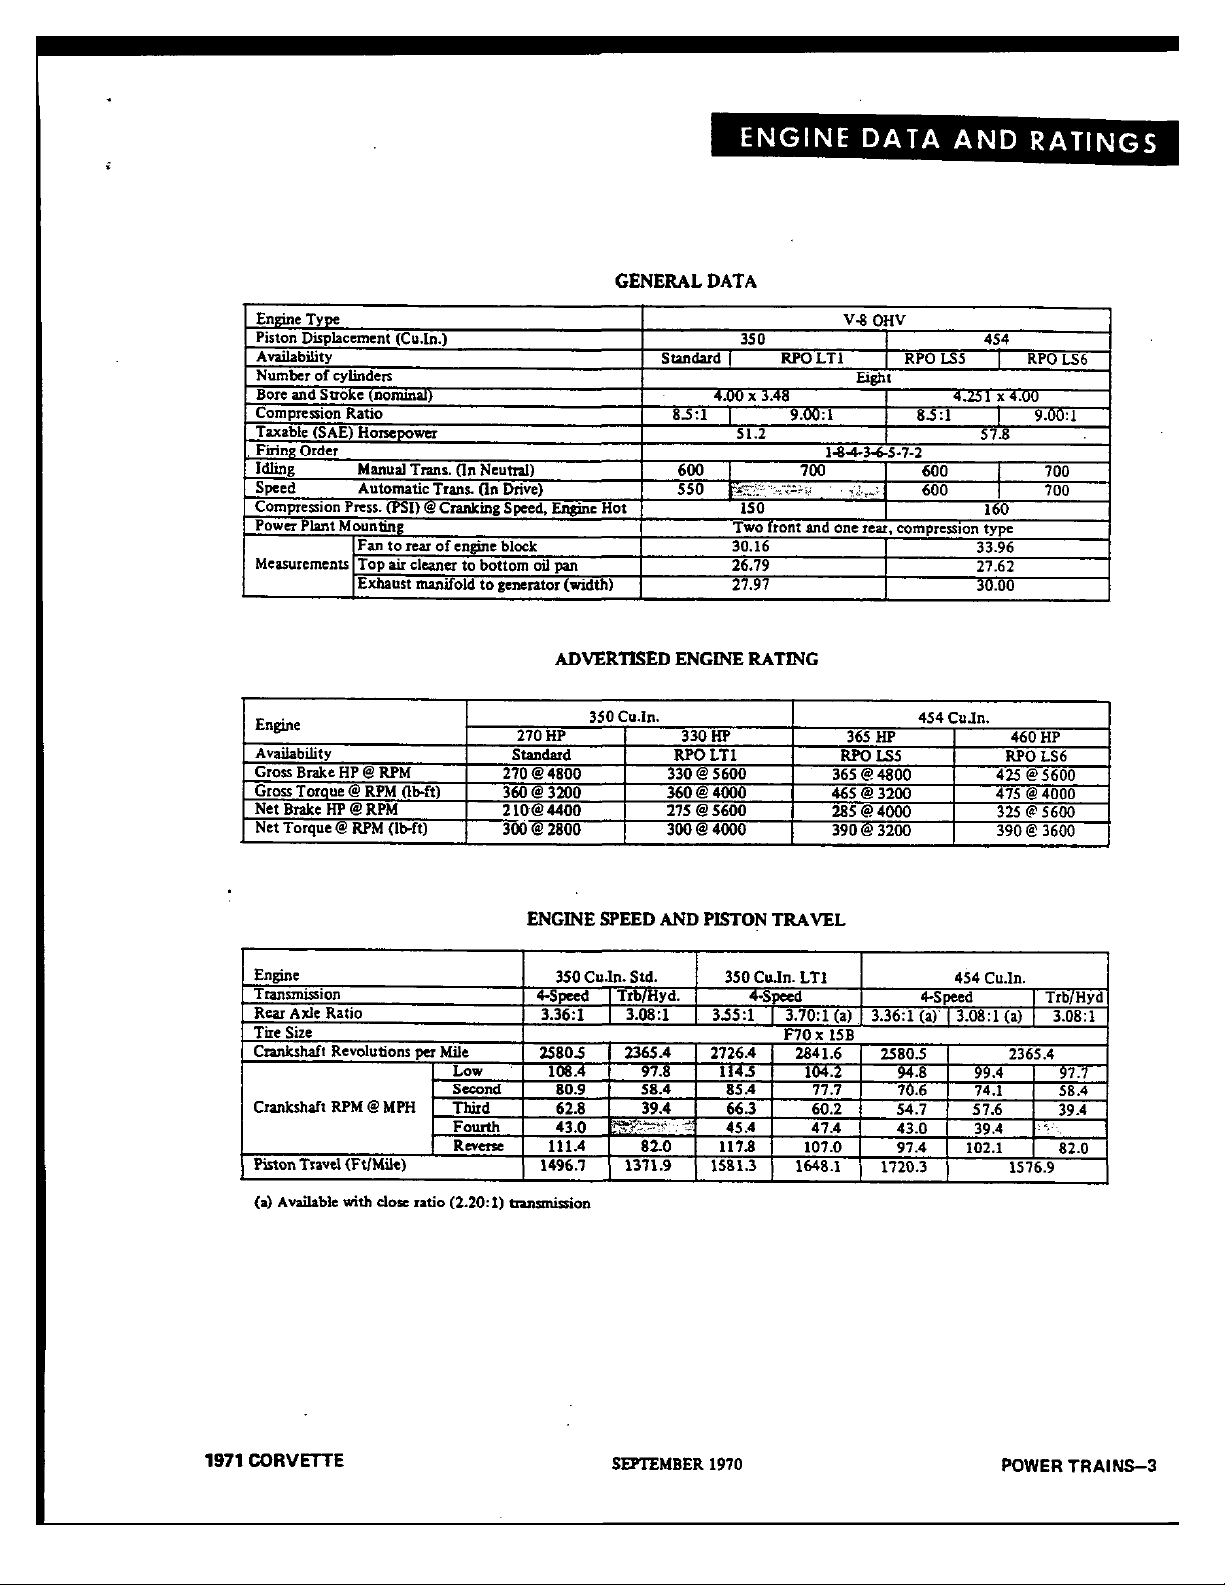 ENGINE DATA AND RATINGS
GENERAL DATA
Engine Type V-8 OHV
Piston Displacement (Cu.In.) 350 454
Availability Standard RPO LT1 RPO LS5 RPO LS6
Number of cylinders Eight
Bore and Stroke (nominal) 4.00 x 3.48 4.251 x 4.00
Compression Ratio 8.5:1 9.00:1 8.5:1 9.00:1
Taxable (SAE) Horsepower 51.2 57.8
Firing Order 1-8-4-3-6-5-7-2
Idling Manual Trans. (In Neutral) 600 700 600 700
Speed Automatic Trans. (In Drive) 550 600 700
Compression Press. (PSI) @ Cranking Speed, Engine Hot 150 160
Power Plant Mounting Two front and one rear, compression type
Fan to rear of engine block 30.16 33.96
Measurements Top air cleaner to bottom oil pan 26.79 27.62
Exhaust manifold to generator (width) 27.97 30.00
ADVERTISED ENGINE RATING
Engine 350 Cu.In. 454 Cu.In.
270 HP 330 HP 365 HP 460 HP
Availability Standard RPO LT1 RPO LS5 RPO LS6
Gross Brake HP @ RPM 270 @ 4800 330 @ 5600 365 @ 4800 425 @ 5600
Gross Torque @ RPM (lb-ft) 360 @ 3200 360 @ 4000 465 @ 3200 475 @ 4000
Net Brake HP @ RPM 210 @ 4400 275 @ 5600 285 @ 4000 325 @ 5600
Net Torque @ RPM (lb-ft) 300 @ 2800 300 @ 4000 390 @ 3200 390 @ 3600
ENGINE SPEED AND PISTON TRAVEL
Engine 350 Cu.In. Std. 350 Cu.In. LT1 454 Cu.In.
Transmission 4-Speed Trb/Hyd. 4-Speed 4-Speed Trb/Hyd
Rear Axle Ratio 3.36:1 3.08:1 3.55:1 3.70:1 (a) 3.36:1 (a) 3.08:1 (a) 3.08:1
Tire Size F70 x 15B
Crankshaft Revolutions per Mile 2580.5 2365.4 2726.4 2841.6 2580.5 2365.4
Low 108.4 97.8 114.5 104.2 94.8 99.4 97.7
Second 80.9 58.4 85.4 77.7 70.6 74.1 58.4
Crankshaft RPM @ MPH Third 62.8 39.4 66.3 60.2 54.7 57.6 39.4
Fourth 43.0 45.4 47.4 43.0 39.4
Reverse 111.4 82.0 117.8 107.0 97.4 102.1 82.0
Piston Travel (Ft/Mile) 1496.7 1371.9 1581.3 1648.1 1720.3 1576.9
(a) Available with close ratio (2.20:1) transmission
1971 CORVETTE SEPTEMBER 1970 POWER TRAINS–3